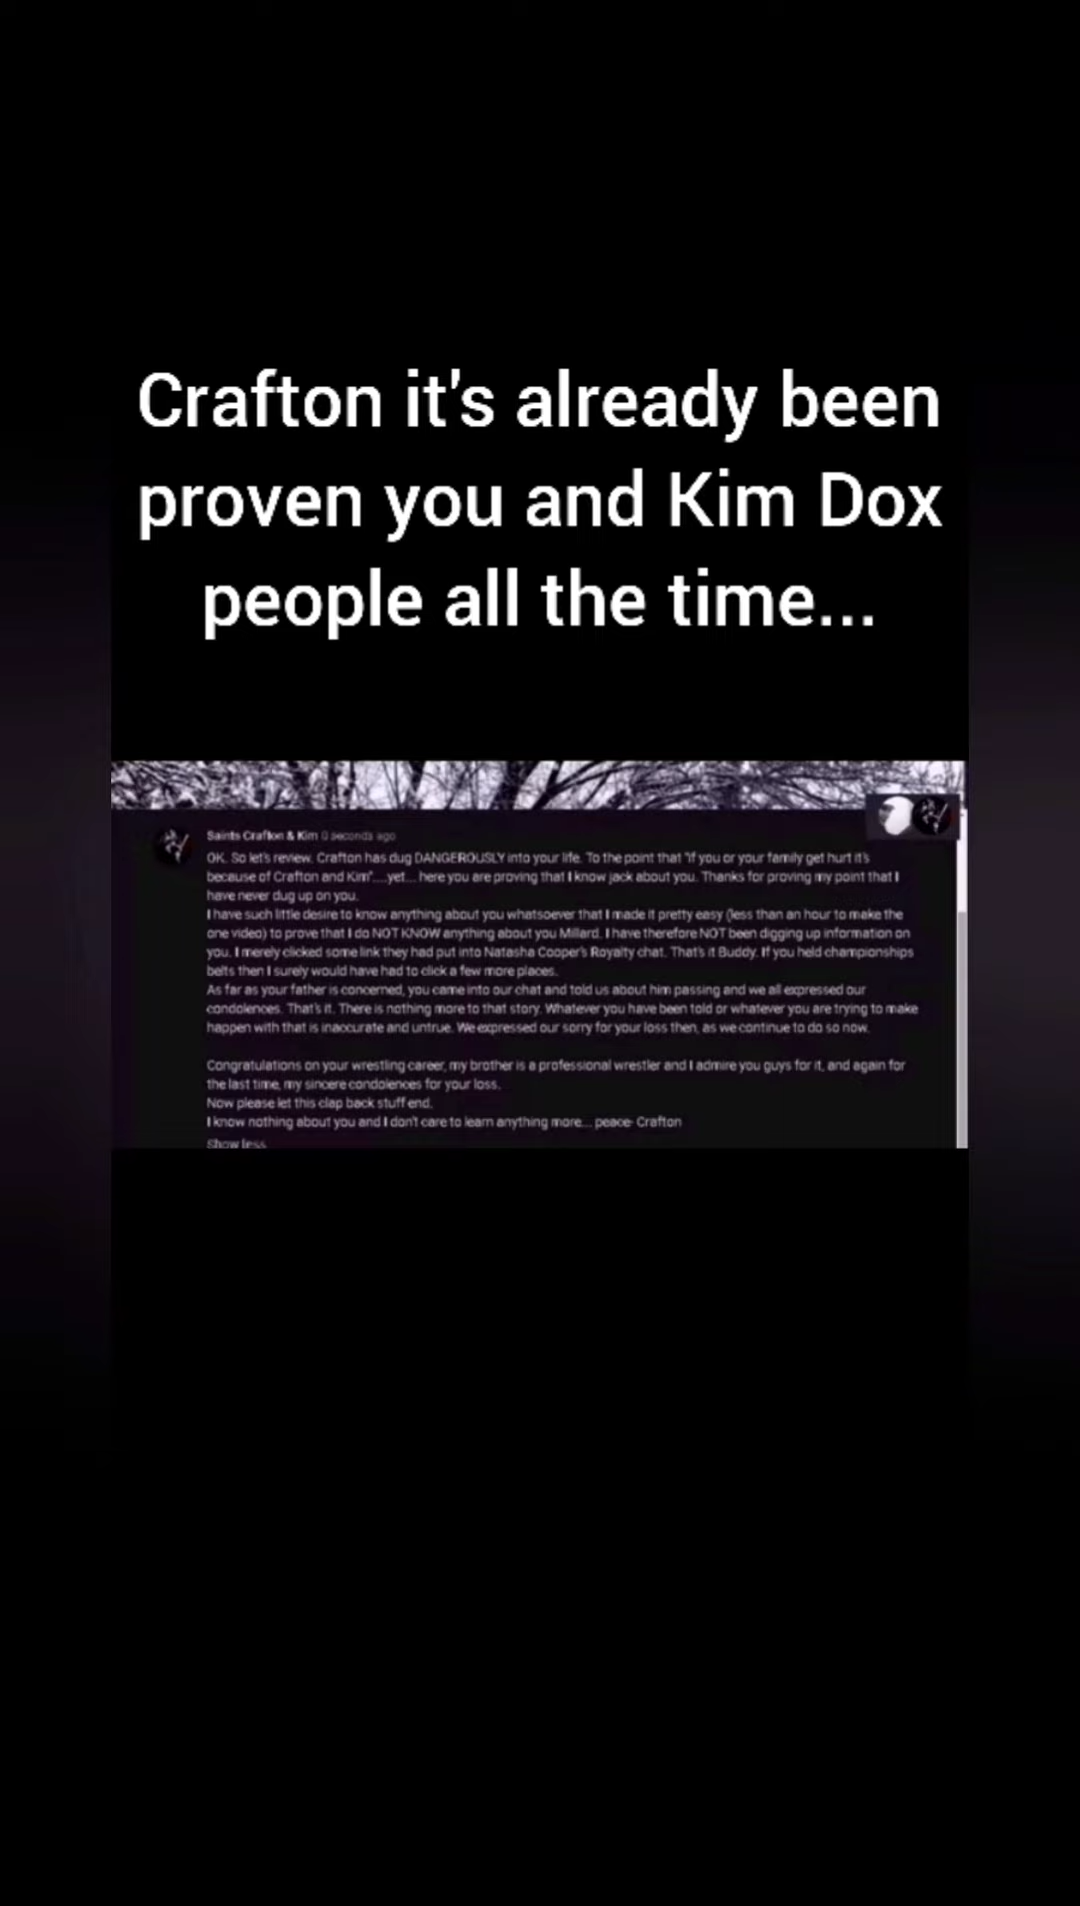 Crafton it's already been
proven you and Kim Dox
people all the time...
Saints Crafton & Kim 0 seconds ago
OK. So let's review. Crafton has dug DANGEROUSLY into your life. To the point that "if you or your family get hurt it's
because of Crafton and Kim"....yet... here you are proving that I know jack about you. Thanks for proving my point that I
have never dug up on you.
I have such little desire to know anything about you whatsoever that I made it pretty easy (less than an hour to make the
one video) to prove that I do NOT KNOW anything about you Millard. I have therefore NOT been digging up information on
you. I merely clicked some link they had put into Natasha Cooper's Royalty chat. That's it Buddy. If you held championships
belts then I surely would have had to click a few more places.
As far as your father is concerned, you came into our chat and told us about him passing and we all expressed our
condolences. That's it. There is nothing more to that story. Whatever you have been told or whatever you are trying to make
happen with that is inaccurate and untrue. We expressed our sorry for your loss then, as we continue to do so now.
Congratulations on your wrestling career, my brother is a professional wrestler and I admire you guys for it, and again for
the last time, my sincere condolences for your loss.
Now please let this clap back stuff end.
I know nothing about you and I don't care to learn anything more... peace- Crafton
Show less